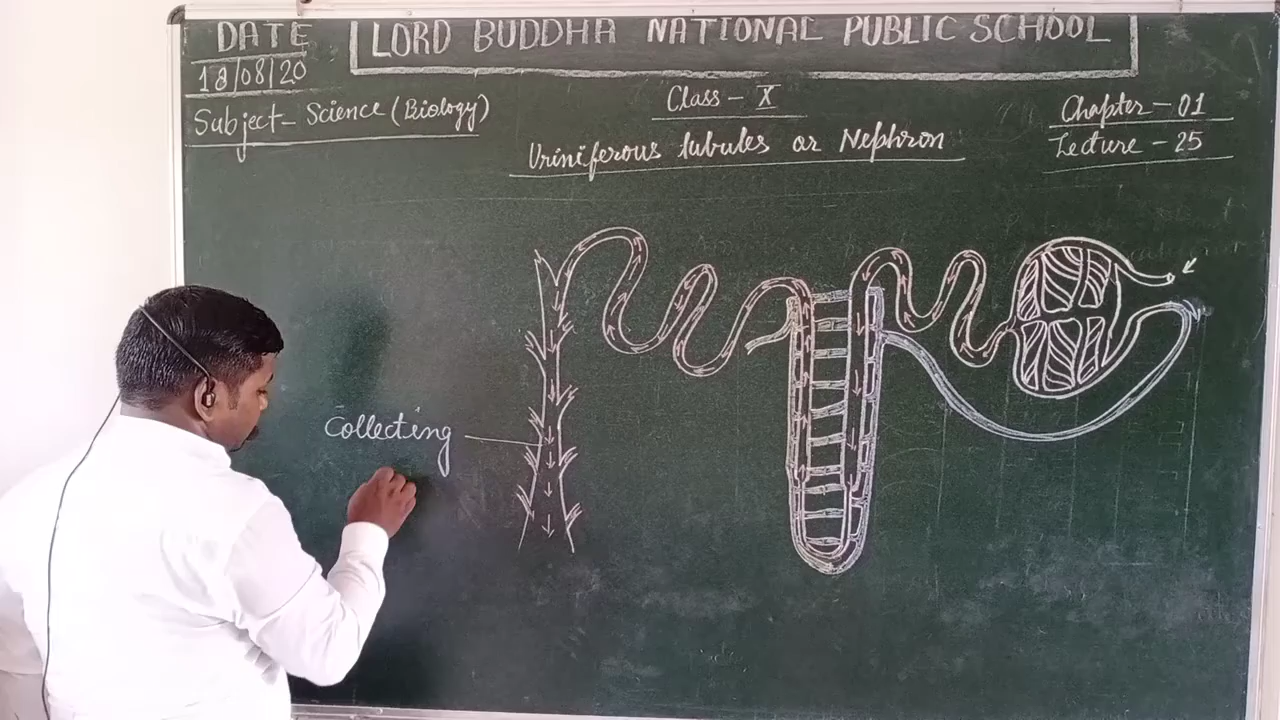 DATE
18/08/20
LORD BUDDHA NATIONAL PUBLIC SCHOOL
Subject- Science (Biology)
Class - X
Chapter - 01
Lecture - 25
Uriniferous tubules or Nephron
Collecting